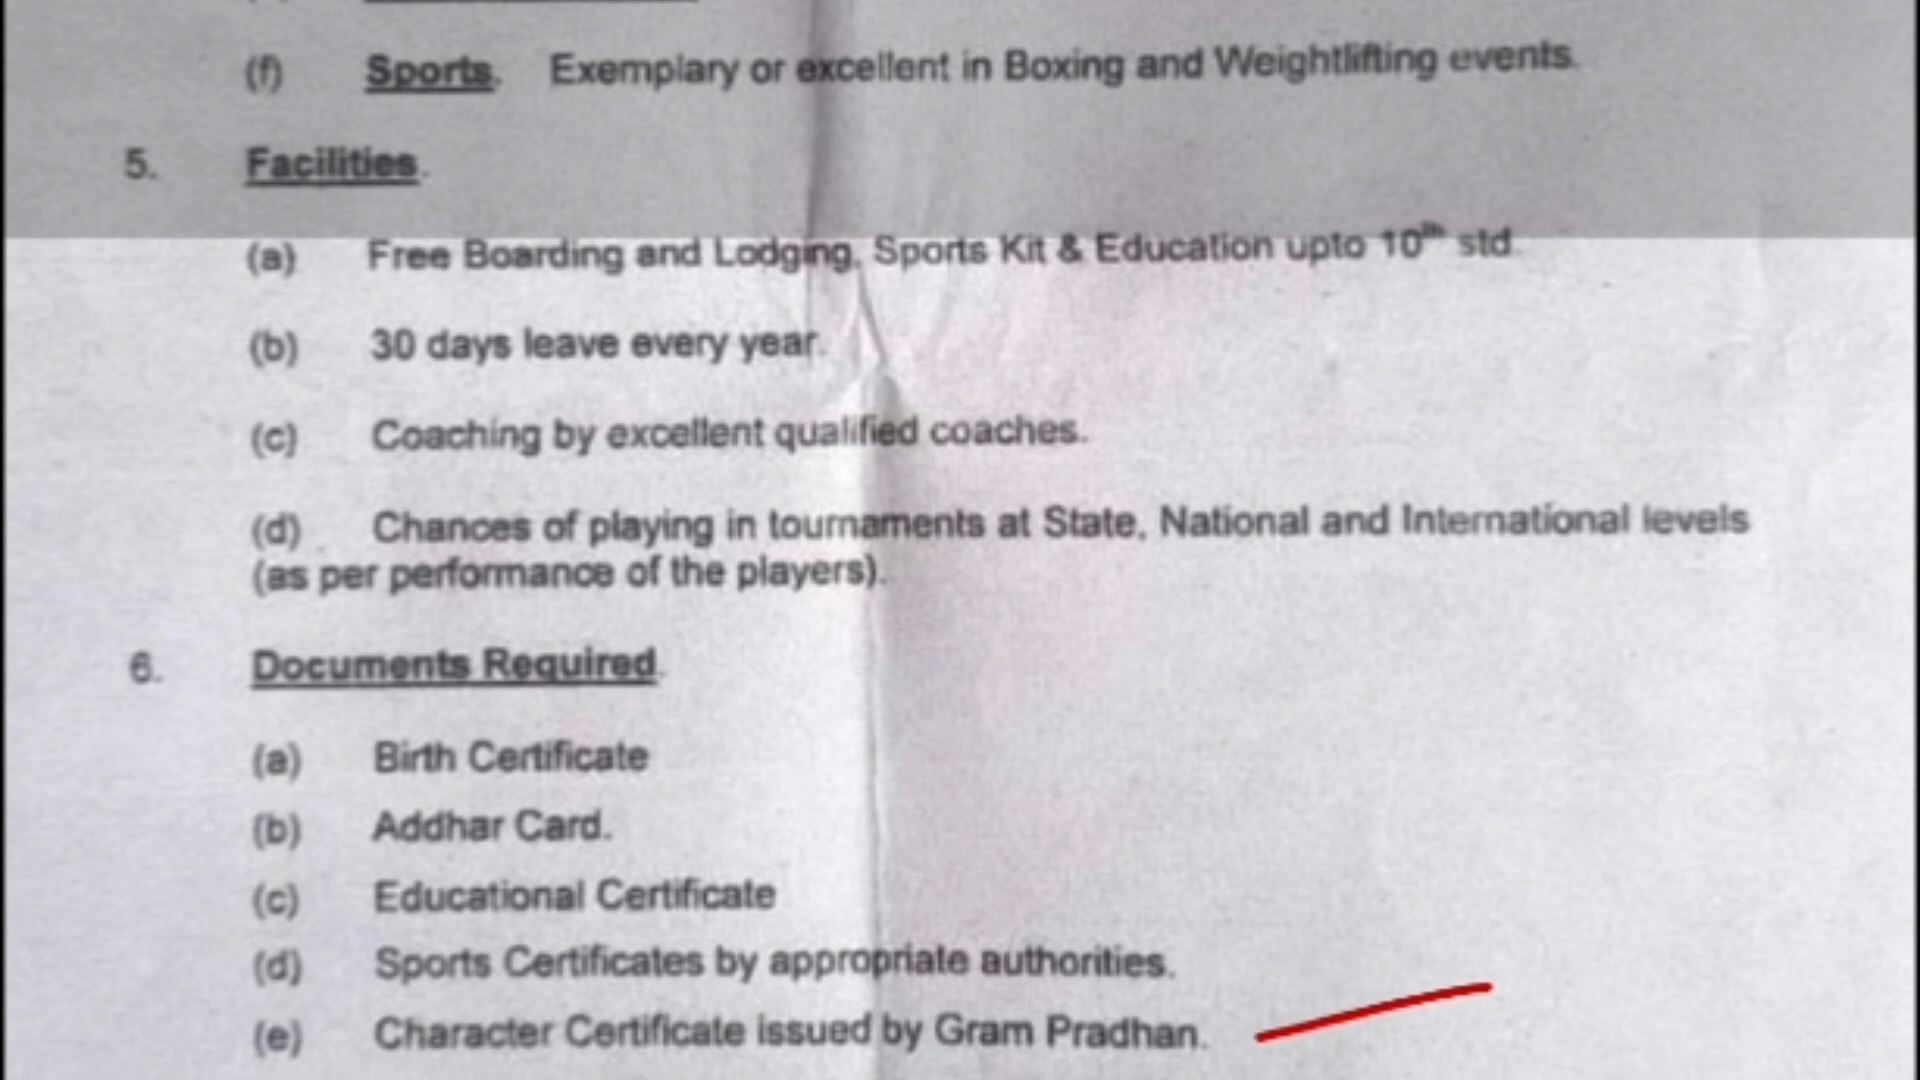 (f) Sports. Exemplary or excellent in Boxing and Weightlifting events.
5. Facilities.
(a) Free Boarding and Lodging, Sports Kit & Education upto 10th std.
(b) 30 days leave every year.
(c) Coaching by excellent qualified coaches.
(d) Chances of playing in tournaments at State, National and International levels
(as per performance of the players).
6. Documents Required.
(a) Birth Certificate
(b) Addhar Card.
(c) Educational Certificate
(d) Sports Certificates by appropriate authorities.
(e) Character Certificate issued by Gram Pradhan.